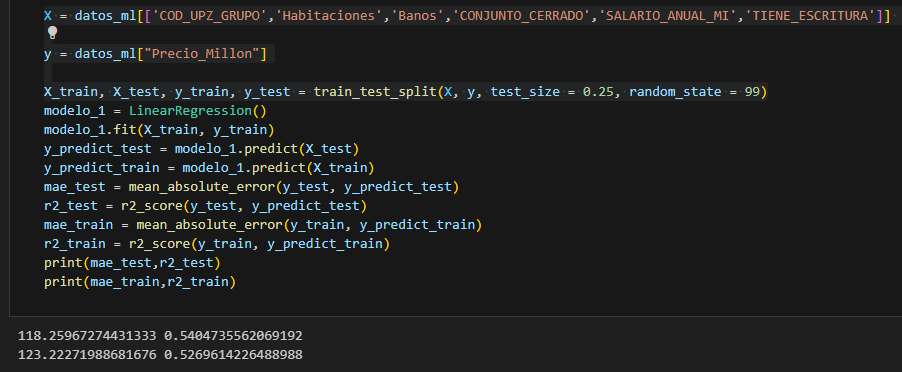 X = datos_ml[['COD_UPZ_GRUPO','Habitaciones','Banos','CONJUNTO_CERRADO','SALARIO_ANUAL_MI','TIENE_ESCRITURA']]
y = datos_ml["Precio_Millon"]
X_train, X_test, y_train, y_test = train_test_split(X, y, test_size = 0.25, random_state = 99)
modelo_1 = LinearRegression()
modelo_1.fit(X_train, y_train)
y_predict_test = modelo_1.predict(X_test)
y_predict_train = modelo_1.predict(X_train)
mae_test = mean_absolute_error(y_test, y_predict_test)
r2_test = r2_score(y_test, y_predict_test)
mae_train = mean_absolute_error(y_train, y_predict_train)
r2_train = r2_score(y_train, y_predict_train)
print(mae_test,r2_test)
print(mae_train,r2_train)
118.25967274431333 0.5404735562069192
123.22271988681676 0.5269614226488988